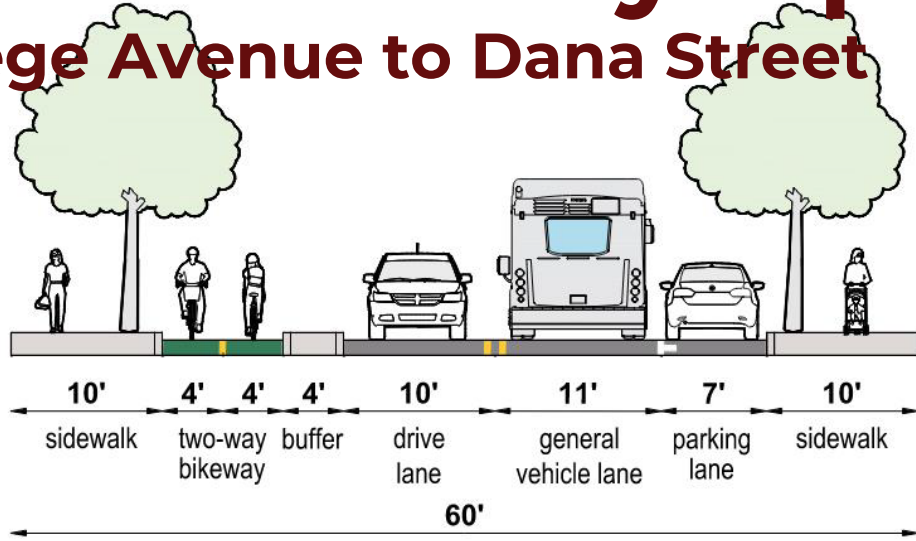 ege Avenue to Dana Street
10' 4' 4' 4' 10' 11' 7' 10'
sidewalk two-way bikeway buffer drive lane general vehicle lane parking lane sidewalk
60'